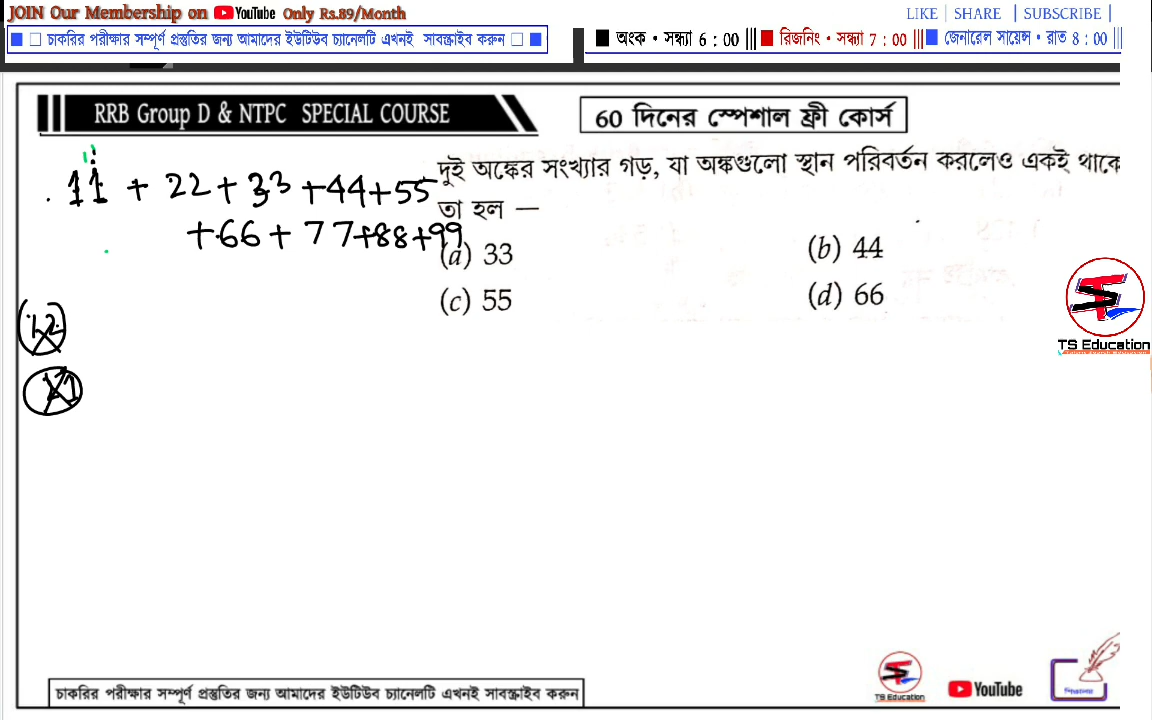 JOIN Our Membership on YouTube Only Rs.89/Month
LIKE | SHARE | SUBSCRIBE |
■ □ চাকরির পরীক্ষার সম্পূর্ণ প্রস্তুতির জন্য আমাদের ইউটিউব চ্যানেলটি এখনই সাবস্ক্রাইব করুন □ ■
■ অংক • সন্ধ্যা 6 : 00 ||| ■ রিজনিং • সন্ধ্যা 7 : 00 ||| ■ জেনারেল সায়েন্স • রাত 8 : 00 |||
RRB Group D & NTPC SPECIAL COURSE
60 দিনের স্পেশাল ফ্রী কোর্স
দুই অঙ্কের সংখ্যার গড়, যা অঙ্কগুলো স্থান পরিবর্তন করলেও একই থাকে
তা হল —
(a) 33 (b) 44
(c) 55 (d) 66
11 + 22 + 33 + 44 + 55
+ 66 + 77 + 88 + 99
12
21
TS Education
চাকরির পরীক্ষার সম্পূর্ণ প্রস্তুতির জন্য আমাদের ইউটিউব চ্যানেলটি এখনই সাবস্ক্রাইব করুন
TS Education
YouTube